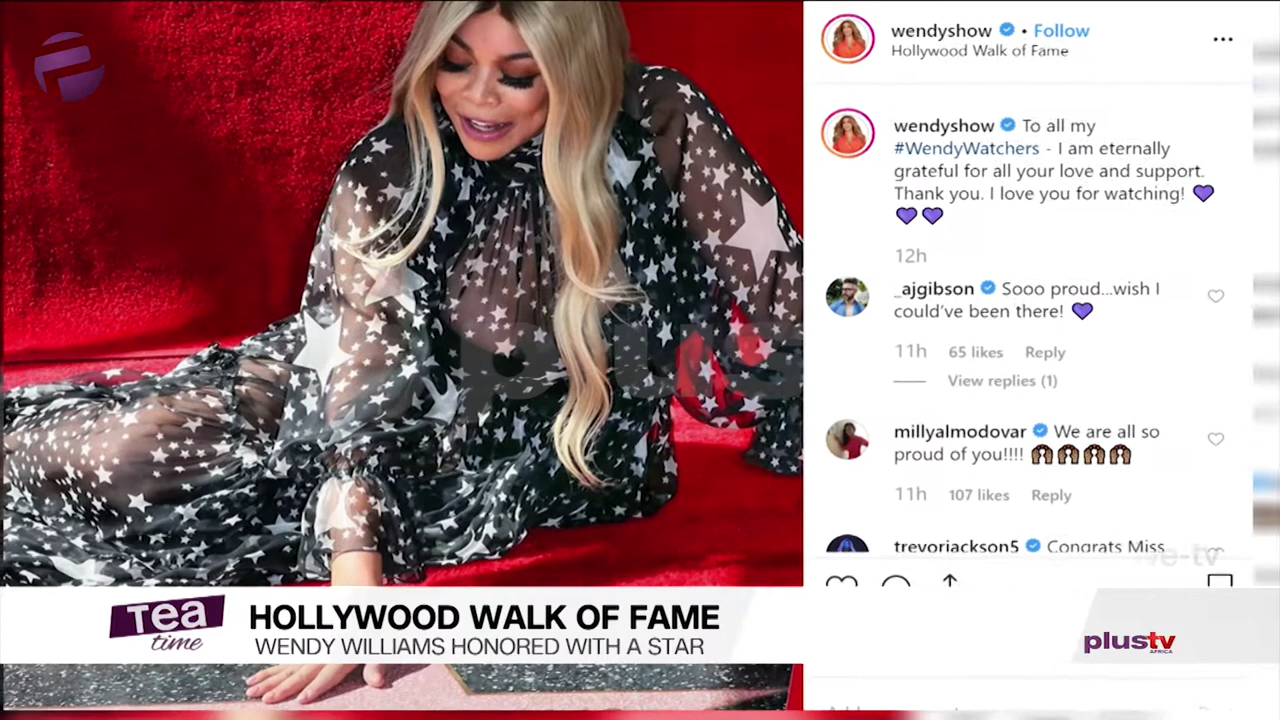 wendyshow • Follow
Hollywood Walk of Fame
wendyshow To all my
#WendyWatchers - I am eternally
grateful for all your love and support.
Thank you. I love you for watching! 💜
💜💜
12h
_ajgibson Sooo proud...wish I
could've been there! 💜
11h 65 likes Reply
View replies (1)
millyalmodovar We are all so
proud of you!!!!
11h 107 likes Reply
trevorjackson5 Congrats Miss
plus
Tea
time
HOLLYWOOD WALK OF FAME
WENDY WILLIAMS HONORED WITH A STAR
plustv
AFRICA